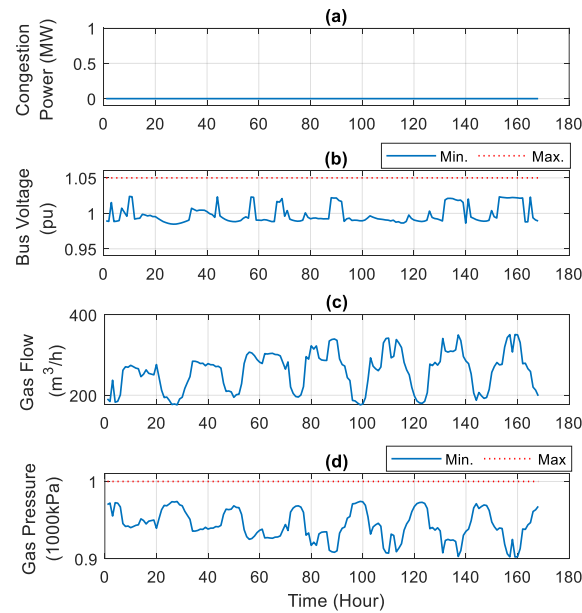 (a)
Congestion
Power (MW)
1
0.5
0
0 20 40 60 80 100 120 140 160 180
Min. Max.
(b)
Bus Voltage
(pu)
1.05
1
0.95
0 20 40 60 80 100 120 140 160 180
(c)
Gas Flow
(m³/h)
400
200
0 20 40 60 80 100 120 140 160 180
Min. Max
(d)
Gas Pressure
(1000kPa)
1
0.9
0 20 40 60 80 100 120 140 160 180
Time (Hour)